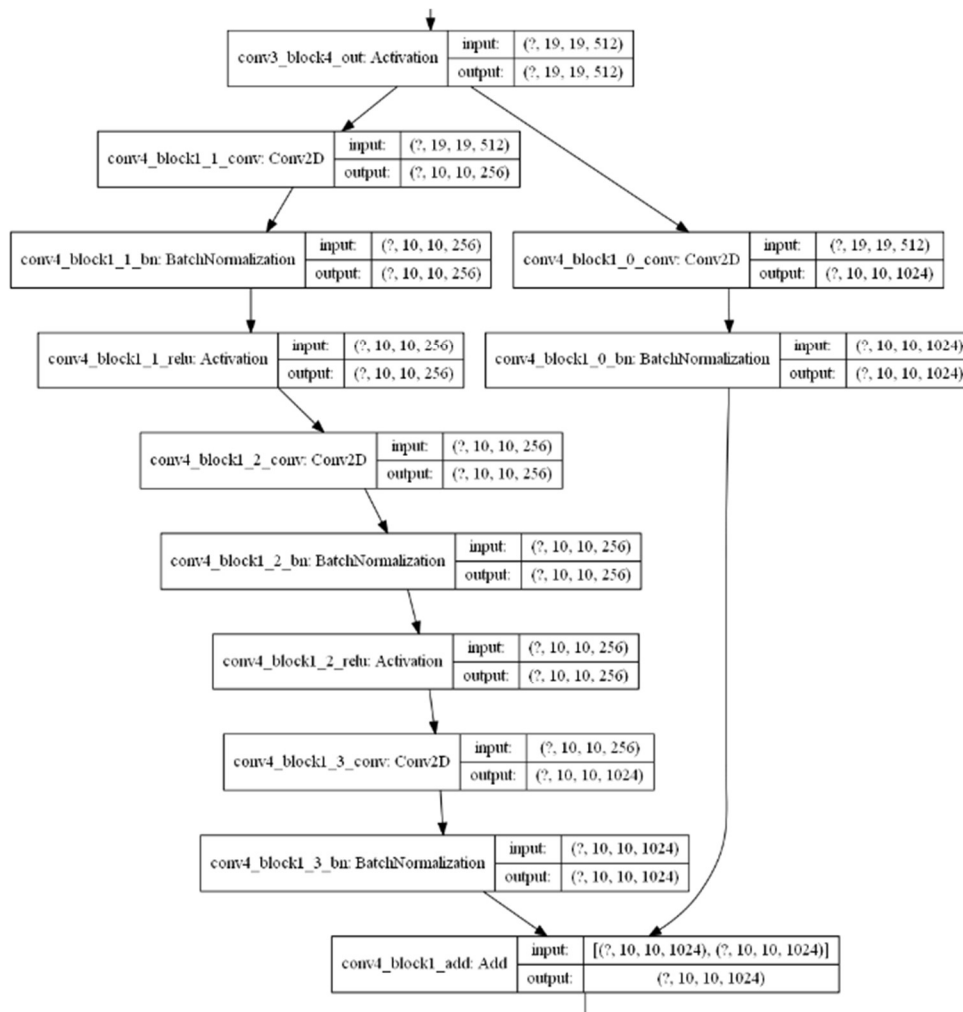 conv3_block4_out: Activation input: (?, 19, 19, 512)
output: (?, 19, 19, 512)
conv4_block1_1_conv: Conv2D input: (?, 19, 19, 512)
output: (?, 10, 10, 256)
conv4_block1_1_bn: BatchNormalization input: (?, 10, 10, 256)
output: (?, 10, 10, 256)
conv4_block1_0_conv: Conv2D input: (?, 19, 19, 512)
output: (?, 10, 10, 1024)
conv4_block1_1_relu: Activation input: (?, 10, 10, 256)
output: (?, 10, 10, 256)
conv4_block1_0_bn: BatchNormalization input: (?, 10, 10, 1024)
output: (?, 10, 10, 1024)
conv4_block1_2_conv: Conv2D input: (?, 10, 10, 256)
output: (?, 10, 10, 256)
conv4_block1_2_bn: BatchNormalization input: (?, 10, 10, 256)
output: (?, 10, 10, 256)
conv4_block1_2_relu: Activation input: (?, 10, 10, 256)
output: (?, 10, 10, 256)
conv4_block1_3_conv: Conv2D input: (?, 10, 10, 256)
output: (?, 10, 10, 1024)
conv4_block1_3_bn: BatchNormalization input: (?, 10, 10, 1024)
output: (?, 10, 10, 1024)
conv4_block1_add: Add input: [(?, 10, 10, 1024), (?, 10, 10, 1024)]
output: (?, 10, 10, 1024)